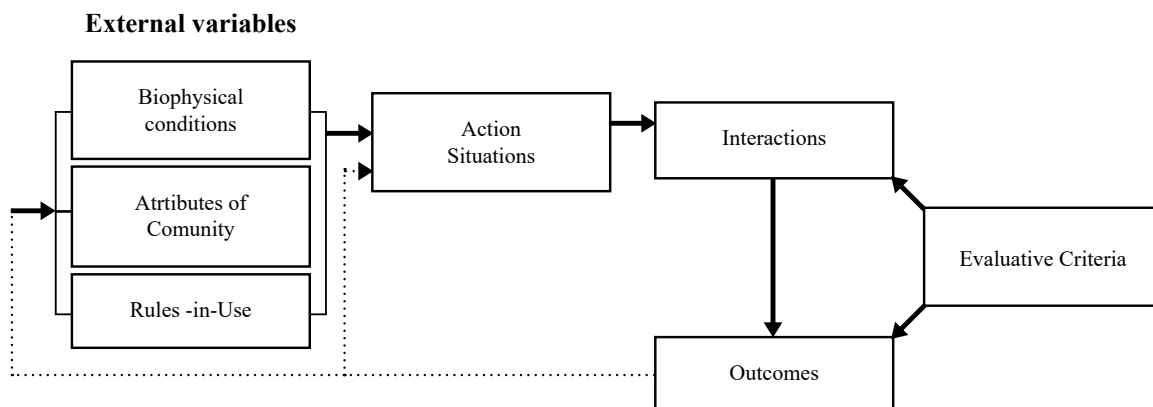 External variables
Biophysical
conditions
Atrtibutes of
Comunity
Rules -in-Use
Action
Situations
Interactions
Evaluative Criteria
Outcomes